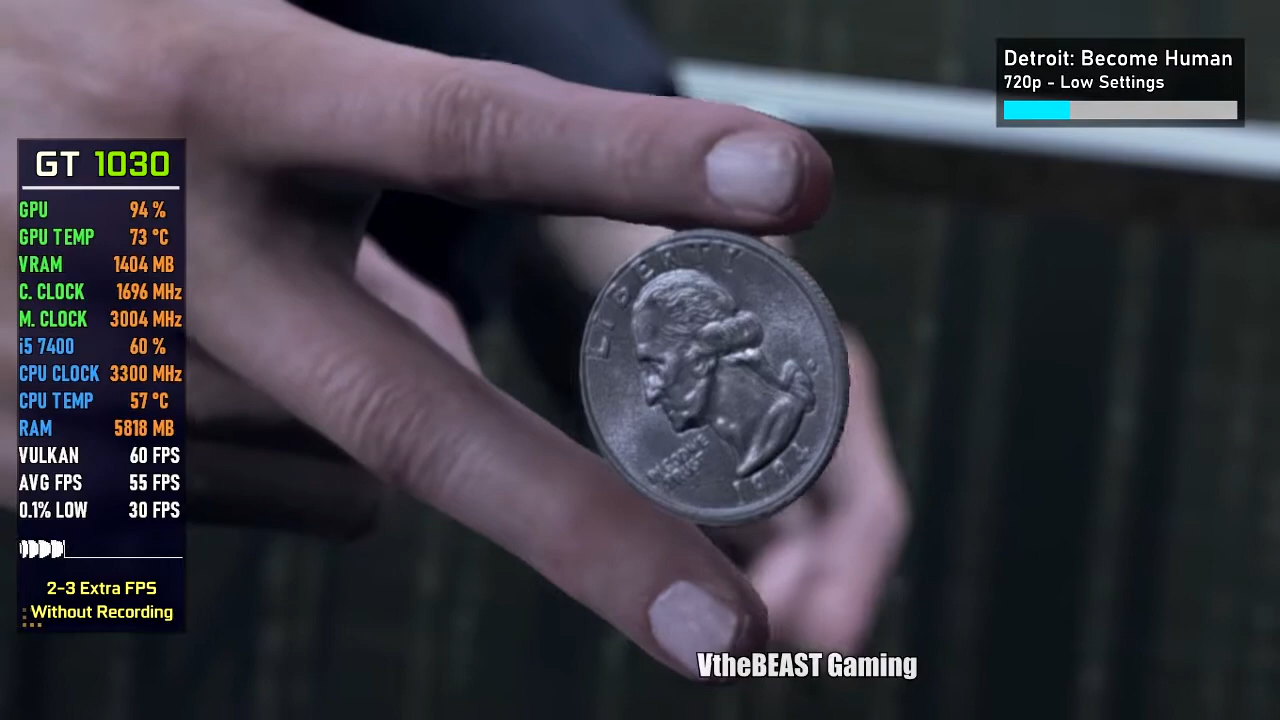 Detroit: Become Human
720p - Low Settings
GT 1030
GPU 94 %
GPU TEMP 73 °C
VRAM 1404 MB
C. CLOCK 1696 MHz
M. CLOCK 3004 MHz
i5 7400 60 %
CPU CLOCK 3300 MHz
CPU TEMP 57 °C
RAM 5818 MB
VULKAN 60 FPS
AVG FPS 55 FPS
0.1% LOW 30 FPS
2-3 Extra FPS
Without Recording
LIBERTY
VtheBEAST Gaming